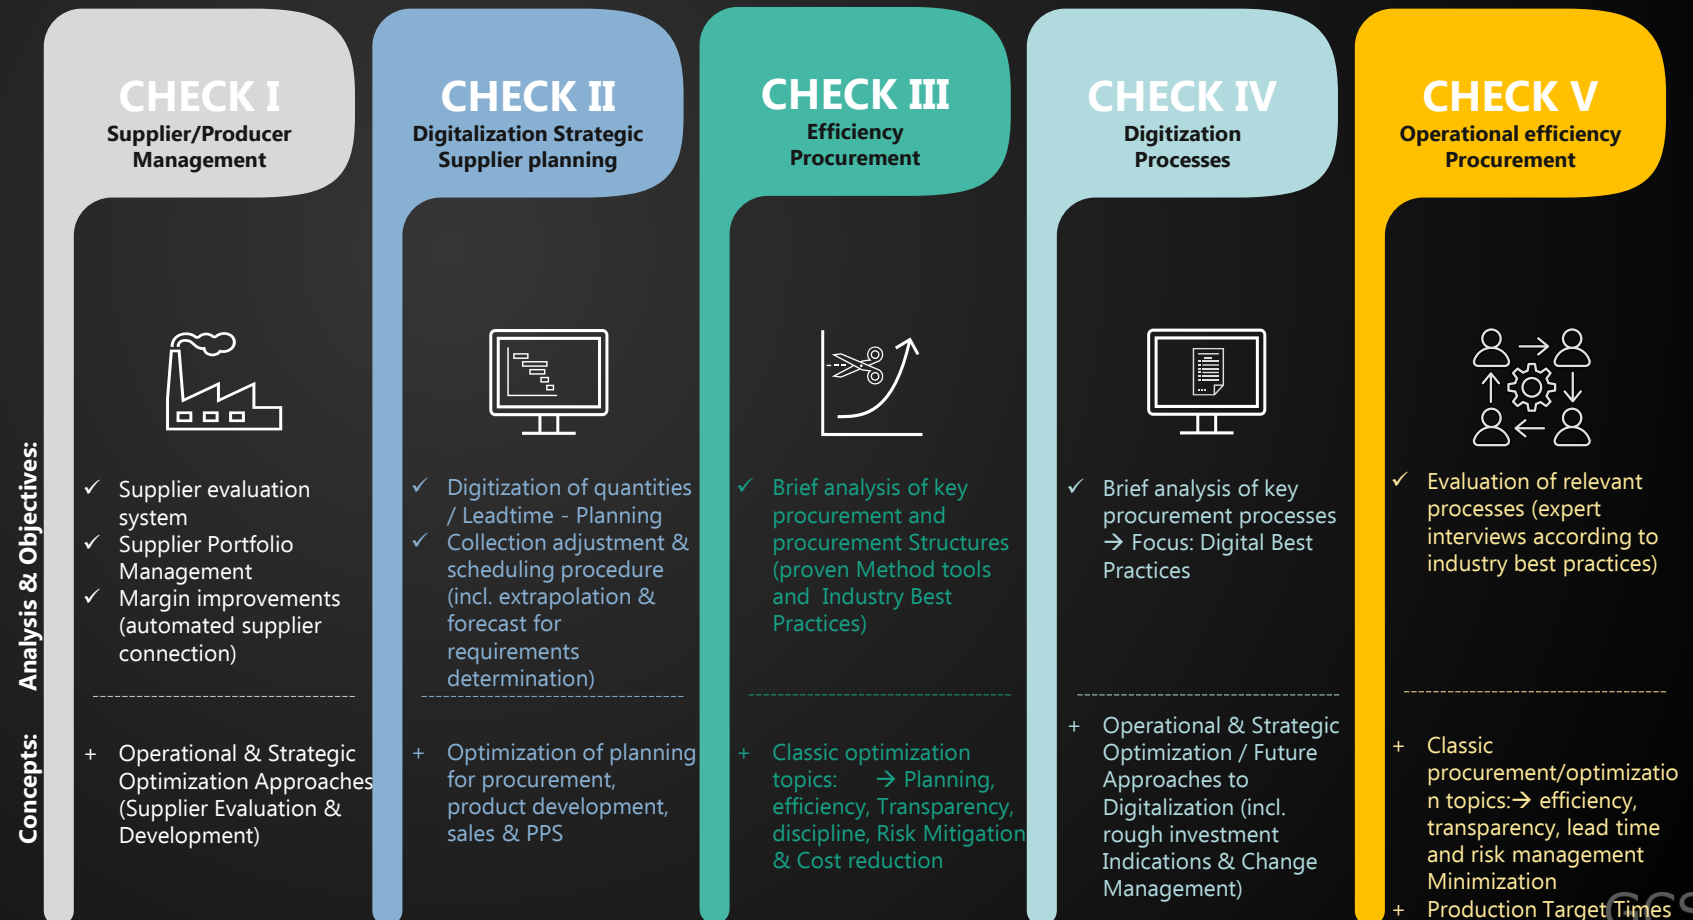 CHECK I
Supplier/Producer
Management
CHECK II
Digitalization Strategic
Supplier planning
CHECK III
Efficiency
Procurement
CHECK IV
Digitization
Processes
CHECK V
Operational efficiency
Procurement
Analysis & Objectives:
✓ Supplier evaluation
system
✓ Supplier Portfolio
Management
✓ Margin improvements
(automated supplier
connection)
✓ Digitization of quantities
/ Leadtime - Planning
✓ Collection adjustment &
scheduling procedure
(incl. extrapolation &
forecast for
requirements
determination)
✓ Brief analysis of key
procurement and
procurement Structures
(proven Method tools
and Industry Best
Practices)
✓ Brief analysis of key
procurement processes
→ Focus: Digital Best
Practices
✓ Evaluation of relevant
processes (expert
interviews according to
industry best practices)
Concepts:
+ Operational & Strategic
Optimization Approaches
(Supplier Evaluation &
Development)
+ Optimization of planning
for procurement,
product development,
sales & PPS
+ Classic optimization
topics: → Planning,
efficiency, Transparency,
discipline, Risk Mitigation
& Cost reduction
+ Operational & Strategic
Optimization / Future
Approaches to
Digitalization (incl.
rough investment
Indications & Change
Management)
+ Classic
procurement/optimizatio
n topics:→ efficiency,
transparency, lead time
and risk management
Minimization
+ Production Target Times